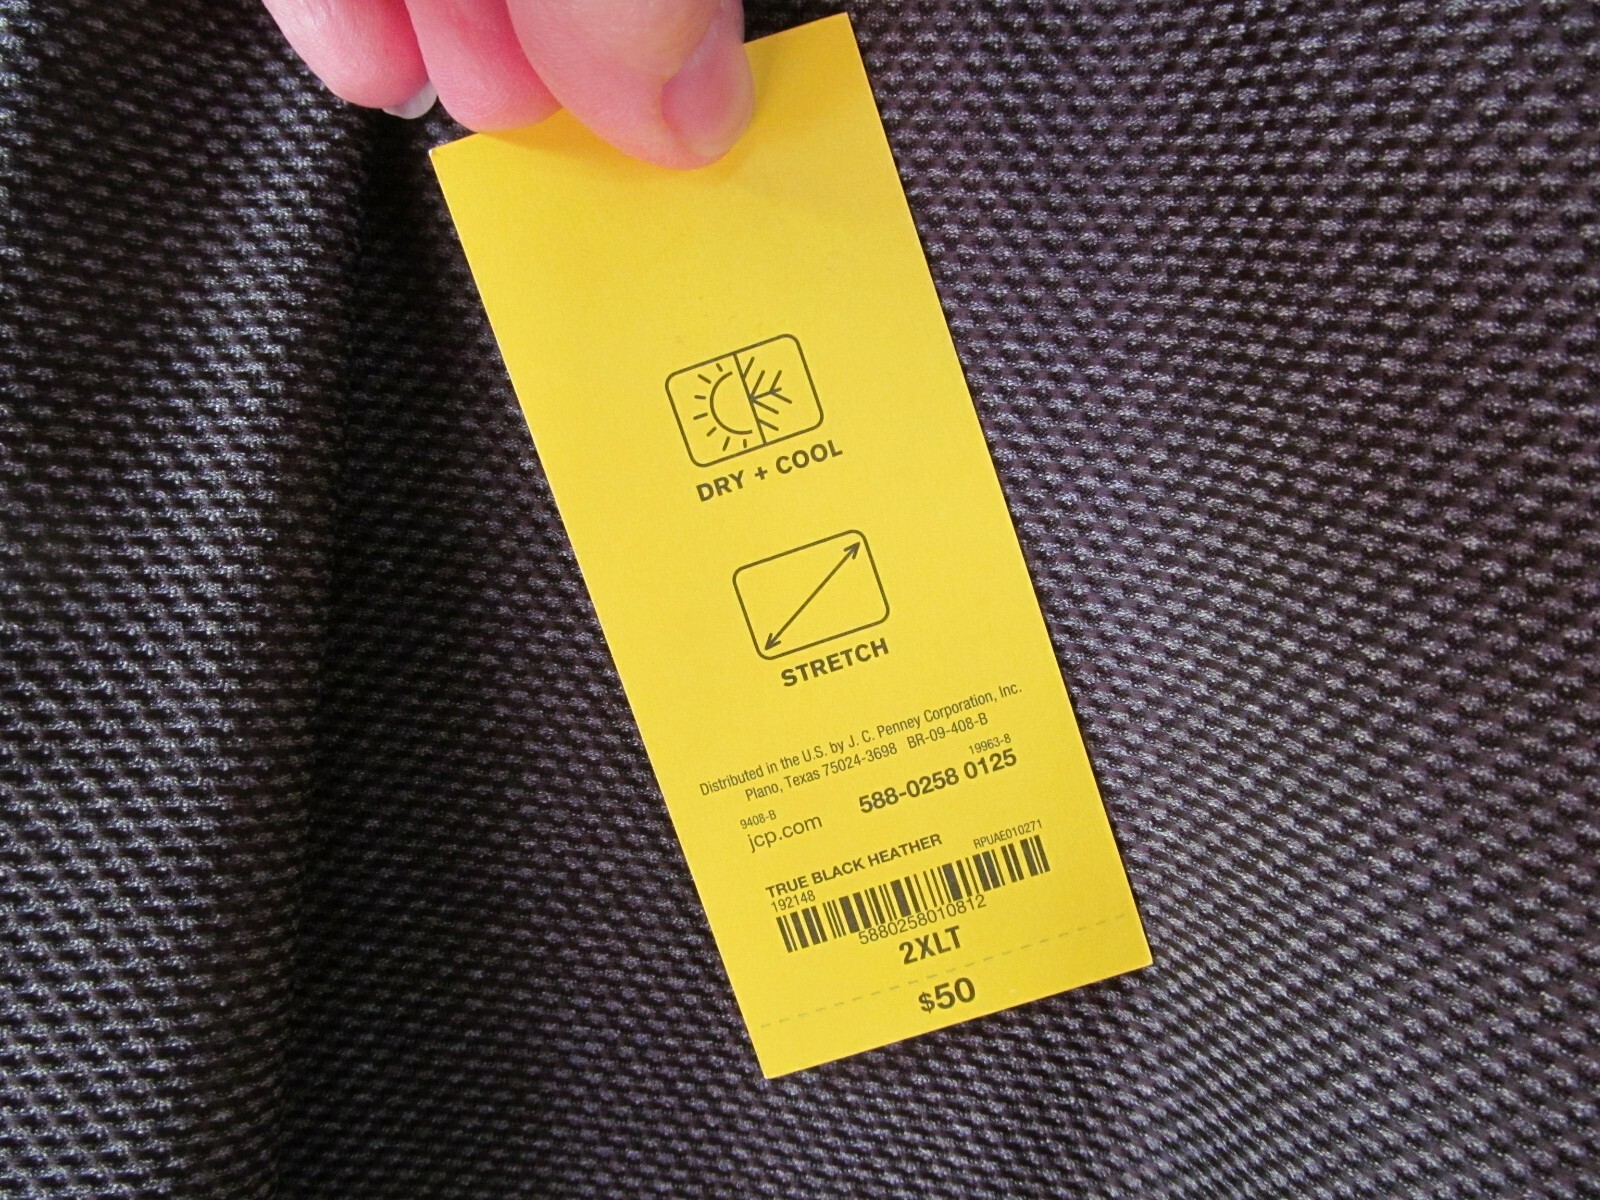 DRY + COOL
STRETCH
Distributed in the U.S. by J. C. Penney Corporation, Inc.
Plano, Texas 75024-3698 BR-09-408-B
19963-8
9408-B
jcp.com 588-0258 0125
TRUE BLACK HEATHER RPUAE010271
192148
5880258010812
2XLT
$50